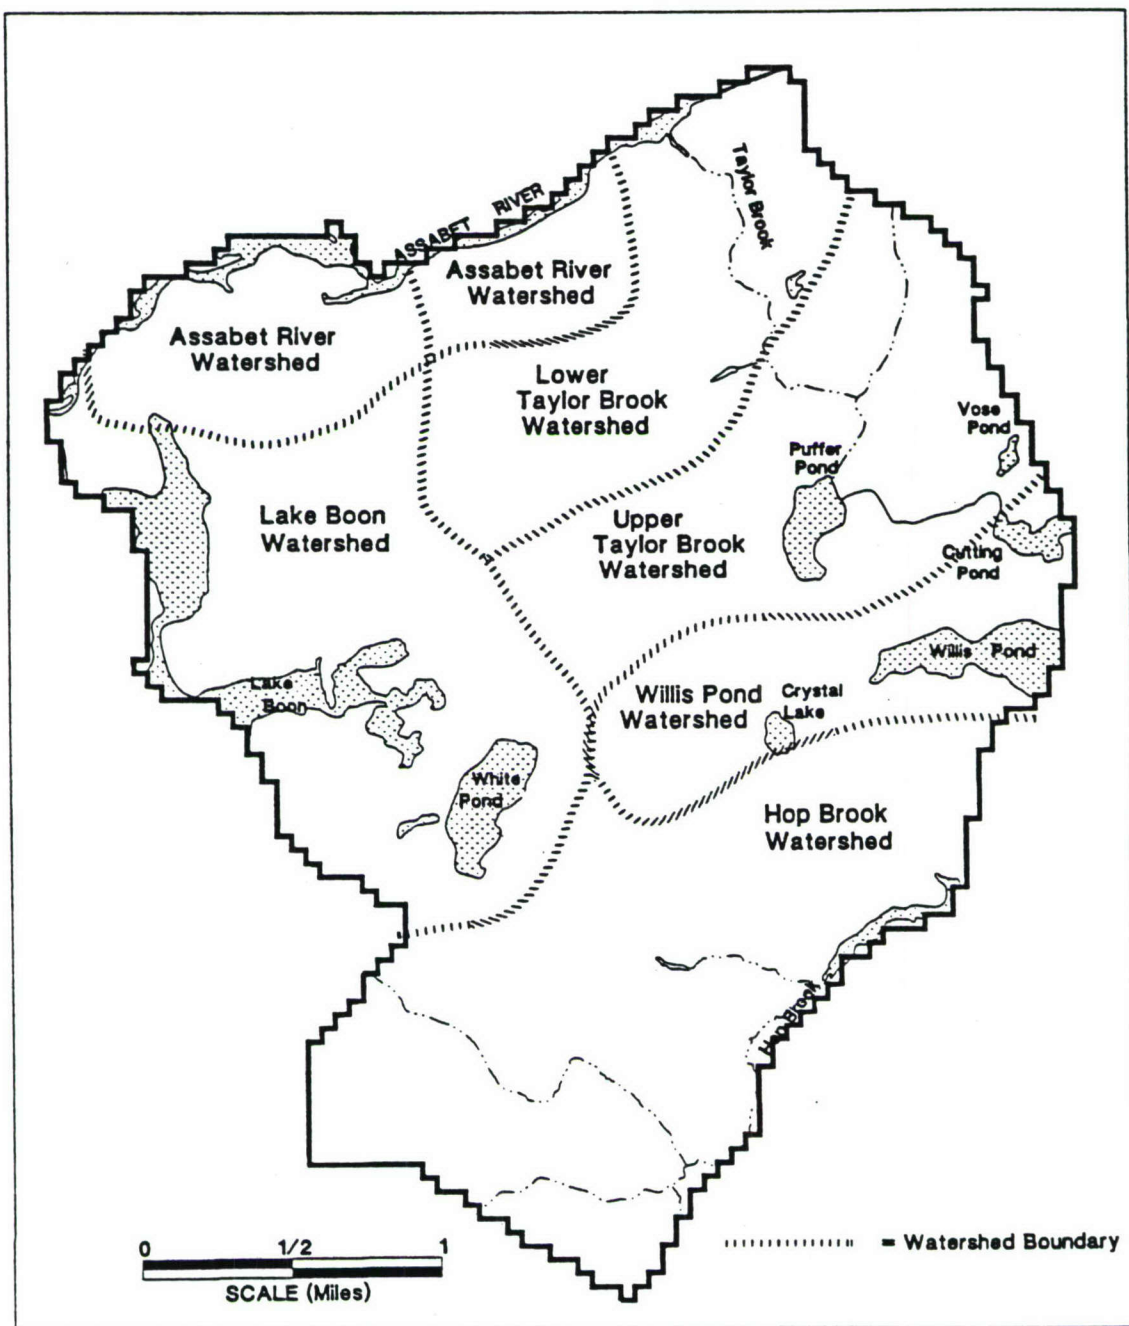 Taylor Brook
ASSABET RIVER
Assabet River
Watershed
Assabet River
Watershed
Lower
Taylor Brook
Watershed
Vose
Pond
Puffer
Pond
Lake Boon
Watershed
Upper
Taylor Brook
Watershed
Cutting
Pond
Willis Pond
Lake
Boon
Willis Pond
Watershed
Crystal
Lake
White
Pond
Hop Brook
Watershed
Hop Brook
0 1/2 1
SCALE (Miles)
= Watershed Boundary